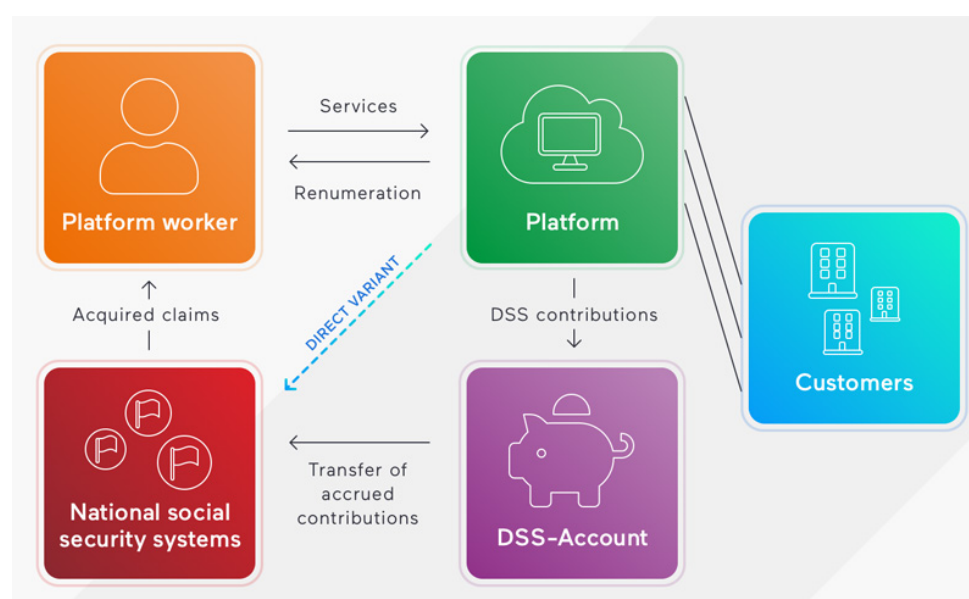 Services
Renumeration
Platform worker
Platform
DIRECT VARIANT
Acquired claims
DSS contributions
Customers
Transfer of
accrued
contributions
National social
security systems
DSS-Account